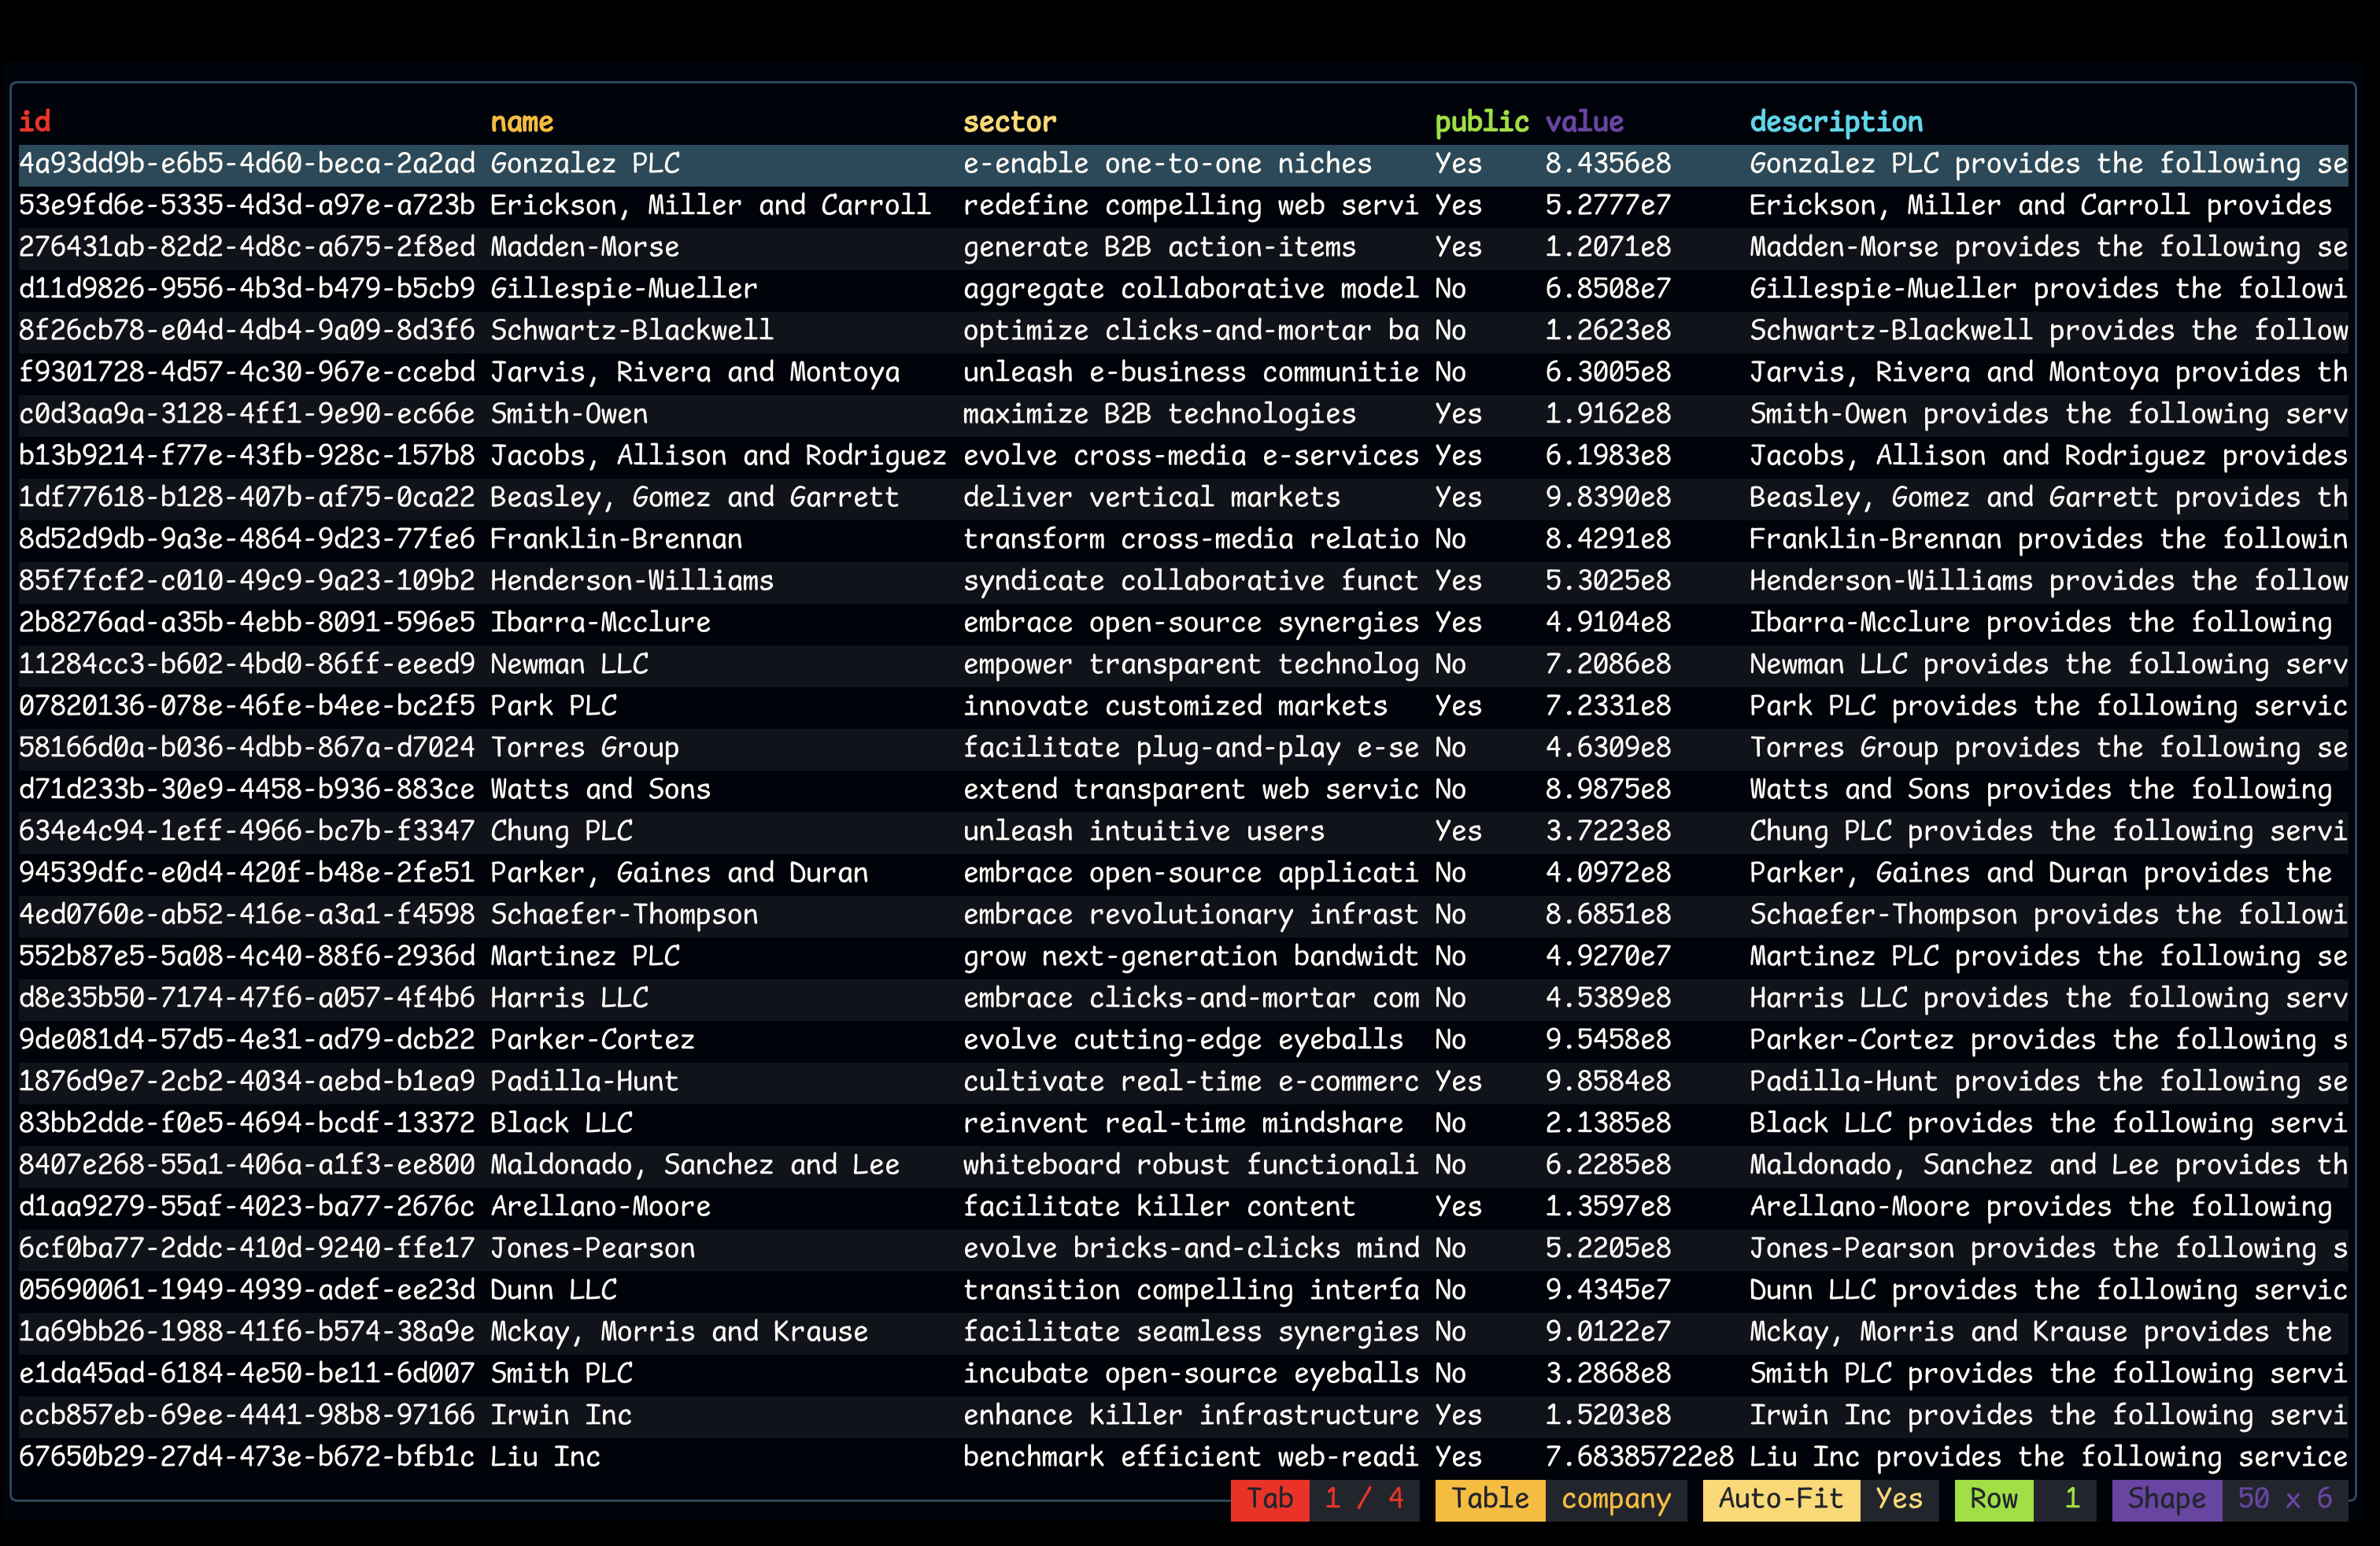 id name sector public value description
4a93dd9b-e6b5-4d60-beca-2a2ad Gonzalez PLC e-enable one-to-one niches Yes 8.4356e8 Gonzalez PLC provides the following se
53e9fd6e-5335-4d3d-a97e-a723b Erickson, Miller and Carroll redefine compelling web servi Yes 5.2777e7 Erickson, Miller and Carroll provides
276431ab-82d2-4d8c-a675-2f8ed Madden-Morse generate B2B action-items Yes 1.2071e8 Madden-Morse provides the following se
d11d9826-9556-4b3d-b479-b5cb9 Gillespie-Mueller aggregate collaborative model No 6.8508e7 Gillespie-Mueller provides the followi
8f26cb78-e04d-4db4-9a09-8d3f6 Schwartz-Blackwell optimize clicks-and-mortar ba No 1.2623e8 Schwartz-Blackwell provides the follow
f9301728-4d57-4c30-967e-ccebd Jarvis, Rivera and Montoya unleash e-business communitie No 6.3005e8 Jarvis, Rivera and Montoya provides th
c0d3aa9a-3128-4ff1-9e90-ec66e Smith-Owen maximize B2B technologies Yes 1.9162e8 Smith-Owen provides the following serv
b13b9214-f77e-43fb-928c-157b8 Jacobs, Allison and Rodriguez evolve cross-media e-services Yes 6.1983e8 Jacobs, Allison and Rodriguez provides
1df77618-b128-407b-af75-0ca22 Beasley, Gomez and Garrett deliver vertical markets Yes 9.8390e8 Beasley, Gomez and Garrett provides th
8d52d9db-9a3e-4864-9d23-77fe6 Franklin-Brennan transform cross-media relatio No 8.4291e8 Franklin-Brennan provides the followin
85f7fcf2-c010-49c9-9a23-109b2 Henderson-Williams syndicate collaborative funct Yes 5.3025e8 Henderson-Williams provides the follow
2b8276ad-a35b-4ebb-8091-596e5 Ibarra-Mcclure embrace open-source synergies Yes 4.9104e8 Ibarra-Mcclure provides the following
11284cc3-b602-4bd0-86ff-eeed9 Newman LLC empower transparent technolog No 7.2086e8 Newman LLC provides the following serv
07820136-078e-46fe-b4ee-bc2f5 Park PLC innovate customized markets Yes 7.2331e8 Park PLC provides the following servic
58166d0a-b036-4dbb-867a-d7024 Torres Group facilitate plug-and-play e-se No 4.6309e8 Torres Group provides the following se
d71d233b-30e9-4458-b936-883ce Watts and Sons extend transparent web servic No 8.9875e8 Watts and Sons provides the following
634e4c94-1eff-4966-bc7b-f3347 Chung PLC unleash intuitive users Yes 3.7223e8 Chung PLC provides the following servi
94539dfc-e0d4-420f-b48e-2fe51 Parker, Gaines and Duran embrace open-source applicati No 4.0972e8 Parker, Gaines and Duran provides the
4ed0760e-ab52-416e-a3a1-f4598 Schaefer-Thompson embrace revolutionary infrast No 8.6851e8 Schaefer-Thompson provides the followi
552b87e5-5a08-4c40-88f6-2936d Martinez PLC grow next-generation bandwidt No 4.9270e7 Martinez PLC provides the following se
d8e35b50-7174-47f6-a057-4f4b6 Harris LLC embrace clicks-and-mortar com No 4.5389e8 Harris LLC provides the following serv
9de081d4-57d5-4e31-ad79-dcb22 Parker-Cortez evolve cutting-edge eyeballs No 9.5458e8 Parker-Cortez provides the following s
1876d9e7-2cb2-4034-aebd-b1ea9 Padilla-Hunt cultivate real-time e-commerc Yes 9.8584e8 Padilla-Hunt provides the following se
83bb2dde-f0e5-4694-bcdf-13372 Black LLC reinvent real-time mindshare No 2.1385e8 Black LLC provides the following servi
8407e268-55a1-406a-a1f3-ee800 Maldonado, Sanchez and Lee whiteboard robust functionali No 6.2285e8 Maldonado, Sanchez and Lee provides th
d1aa9279-55af-4023-ba77-2676c Arellano-Moore facilitate killer content Yes 1.3597e8 Arellano-Moore provides the following
6cf0ba77-2ddc-410d-9240-ffe17 Jones-Pearson evolve bricks-and-clicks mind No 5.2205e8 Jones-Pearson provides the following s
05690061-1949-4939-adef-ee23d Dunn LLC transition compelling interfa No 9.4345e7 Dunn LLC provides the following servic
1a69bb26-1988-41f6-b574-38a9e Mckay, Morris and Krause facilitate seamless synergies No 9.0122e7 Mckay, Morris and Krause provides the
e1da45ad-6184-4e50-be11-6d007 Smith PLC incubate open-source eyeballs No 3.2868e8 Smith PLC provides the following servi
ccb857eb-69ee-4441-98b8-97166 Irwin Inc enhance killer infrastructure Yes 1.5203e8 Irwin Inc provides the following servi
67650b29-27d4-473e-b672-bfb1c Liu Inc benchmark efficient web-readi Yes 7.68385722e8 Liu Inc provides the following service
Tab 1 / 4 Table company Auto-Fit Yes Row 1 Shape 50 x 6